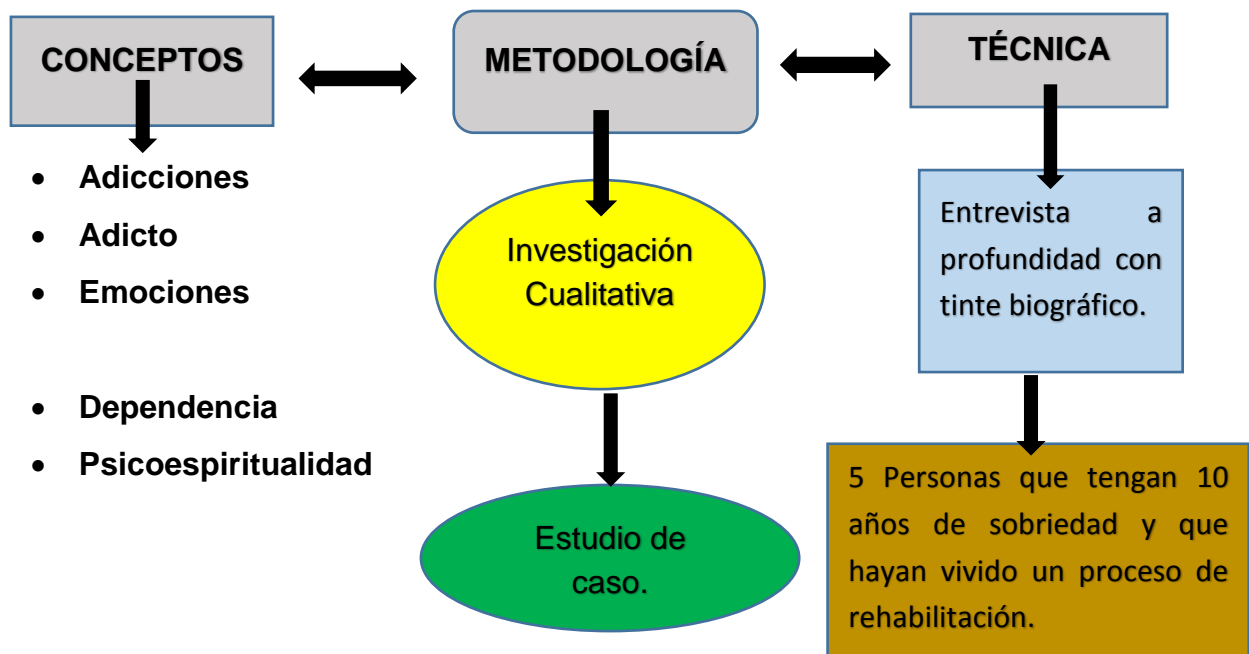 CONCEPTOS
• Adicciones
• Adicto
• Emociones
• Dependencia
• Psicoespiritualidad
METODOLOGÍA
Investigación
Cualitativa
Estudio de
caso.
TÉCNICA
Entrevista a
profundidad con
tinte biográfico.
5 Personas que tengan 10
años de sobriedad y que
hayan vivido un proceso de
rehabilitación.